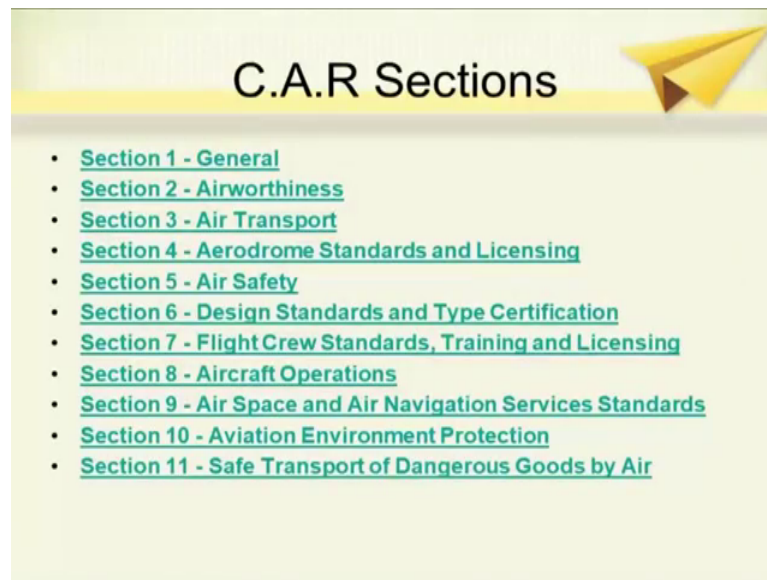 C.A.R Sections
• Section 1 - General
• Section 2 - Airworthiness
• Section 3 - Air Transport
• Section 4 - Aerodrome Standards and Licensing
• Section 5 - Air Safety
• Section 6 - Design Standards and Type Certification
• Section 7 - Flight Crew Standards, Training and Licensing
• Section 8 - Aircraft Operations
• Section 9 - Air Space and Air Navigation Services Standards
• Section 10 - Aviation Environment Protection
• Section 11 - Safe Transport of Dangerous Goods by Air